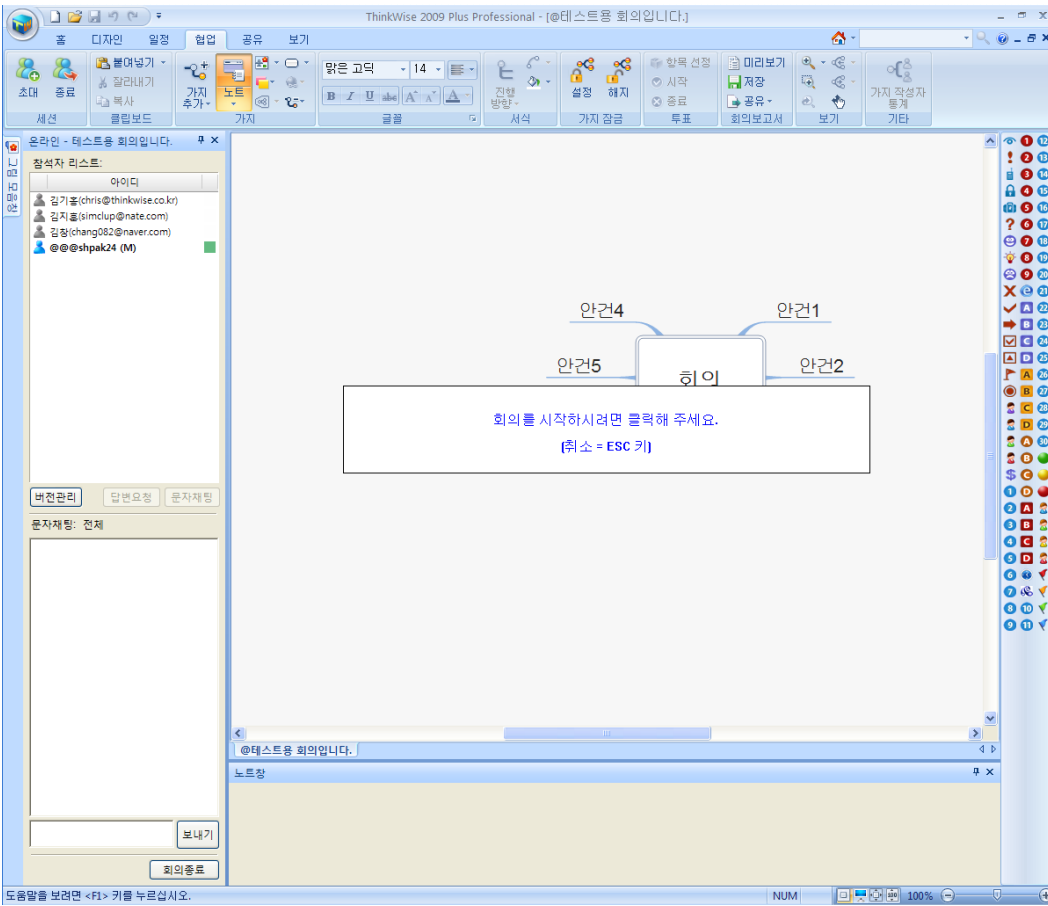 ThinkWise 2009 Plus Professional - [@테스트용 회의입니다.]
홈 디자인 일정 협업 공유 보기
초대 종료
붙여넣기
잘라내기
복사
가지 추가 노트
맑은 고딕 14
B I U abc A A A
진행 방향
설정 해지
항목 선정
시작
종료
미리보기
저장
공유
가지 작성자 통계
세션 클립보드 가지 글꼴 서식 가지 잠금 투표 회의보고서 보기 기타
온라인 - 테스트용 회의입니다.
참석자 리스트:
아이디
김기홍(chris@thinkwise.co.kr)
김지홍(simclup@nate.com)
김창(chang082@naver.com)
@@@shpak24 (M)
버전관리 답변요청 문자채팅
문자채팅: 전체
보내기
회의종료
안건4 안건1
안건5 회의 안건2
회의를 시작하시려면 클릭해 주세요.
(취소 = ESC 키)
@테스트용 회의입니다.
노트창
도움말을 보려면 <F1> 키를 누르십시오.
NUM 100%